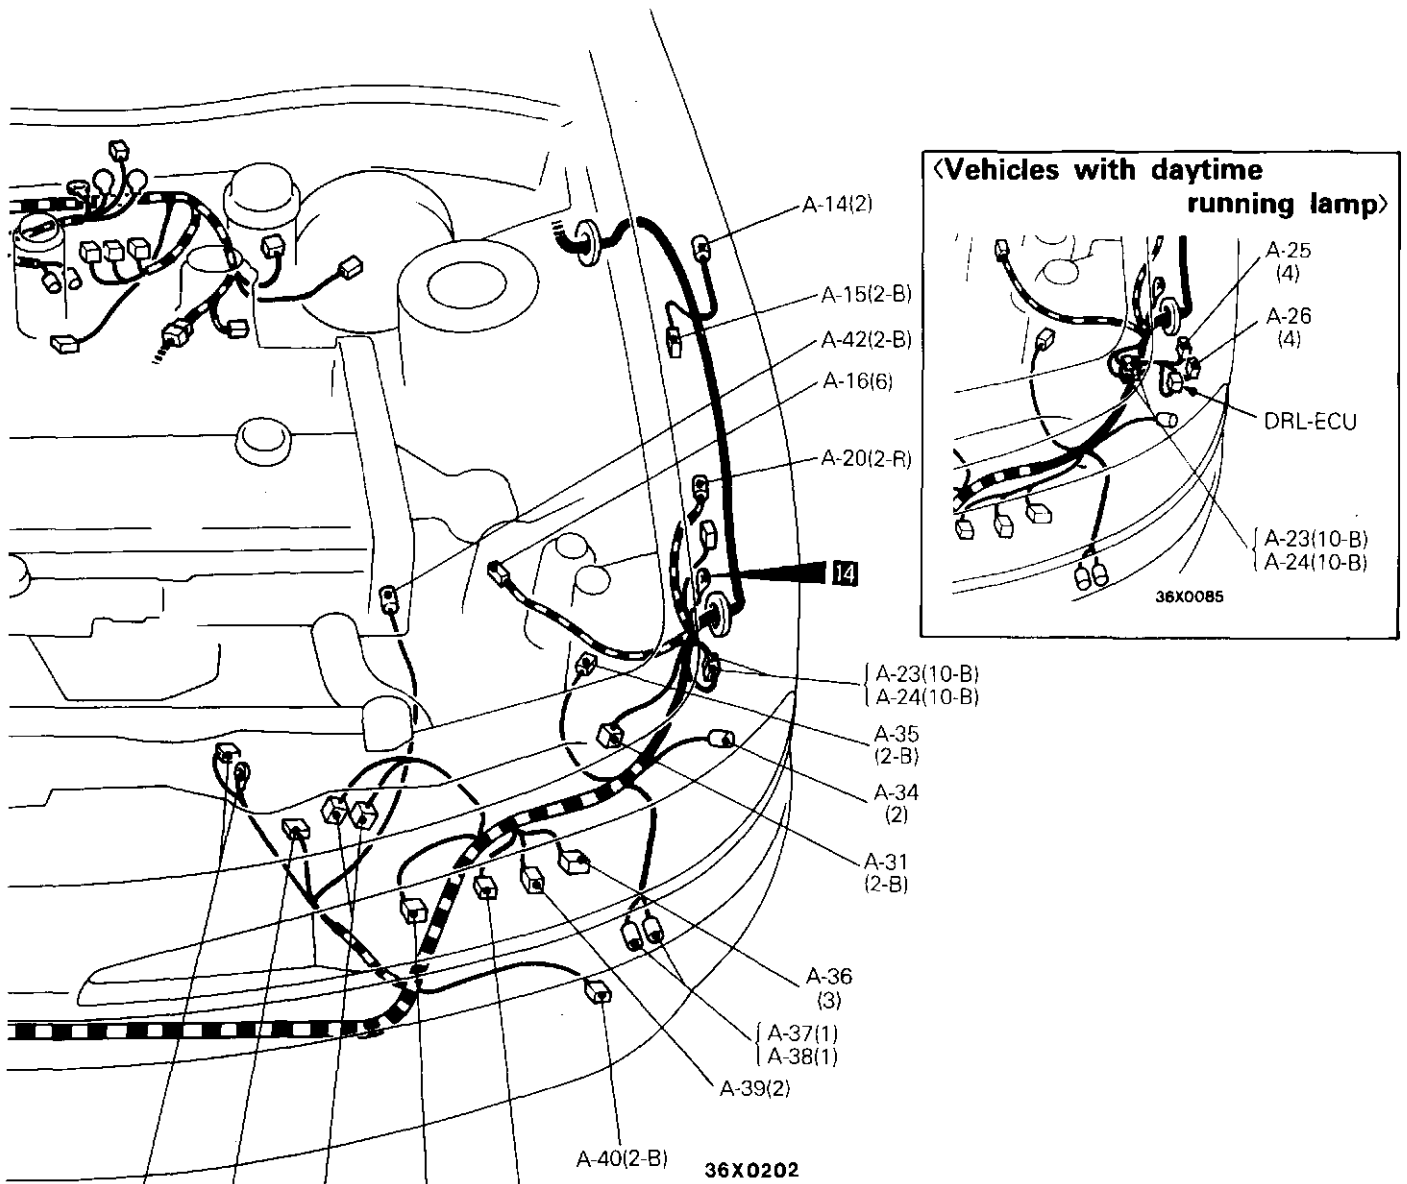 A-14(2)
A-15(2-B)
A-42(2-B)
A-16(6)
A-20(2-R)
14
A-23(10-B)
A-24(10-B)
A-35
(2-B)
A-34
(2)
A-31
(2-B)
A-36
(3)
A-37(1)
A-38(1)
A-39(2)
A-40(2-B)
36X0202
<Vehicles with daytime
running lamp>
A-25
(4)
A-26
(4)
DRL-ECU
A-23(10-B)
A-24(10-B)
36X0085